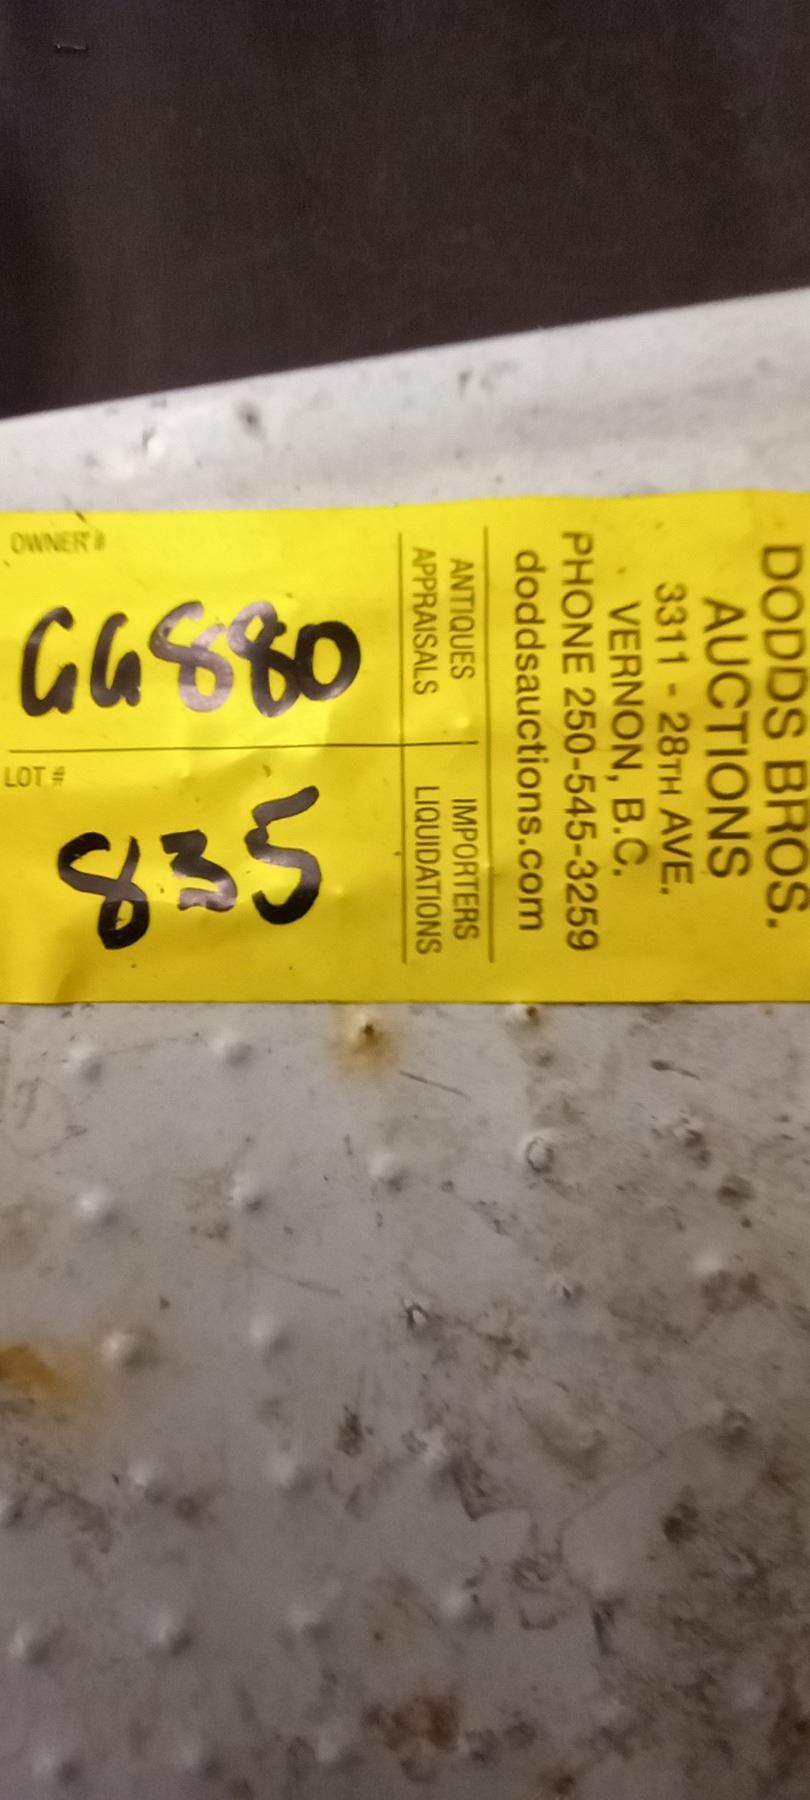 DODDS BROS.
AUCTIONS
3311 - 28TH AVE.
VERNON, B.C.
PHONE 250-545-3259
doddsauctions.com
ANTIQUES
APPRAISALS
IMPORTERS
LIQUIDATIONS
OWNER #
GG880
LOT #
835